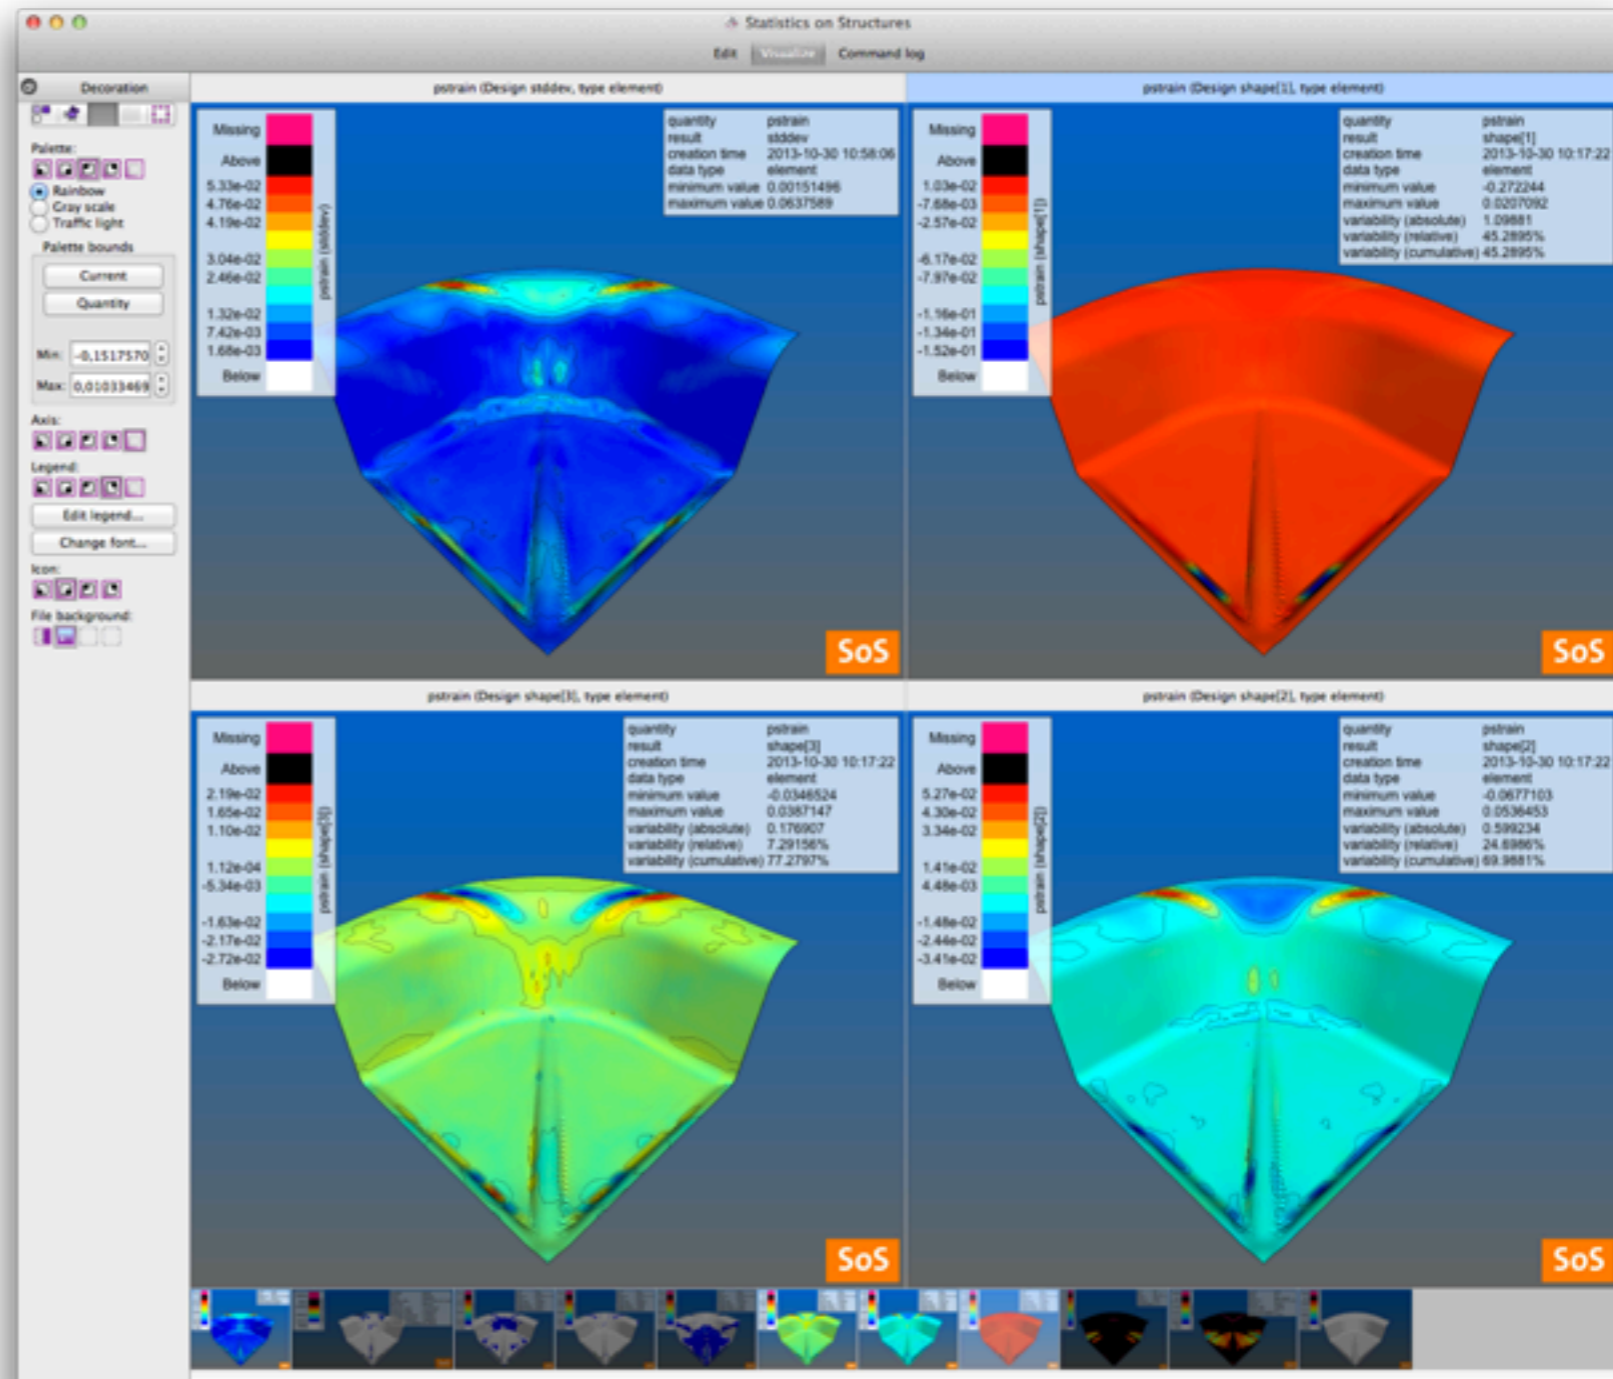 Statistics on Structures
Edit Visualize Command log
Decoration
Palette:
Rainbow
Gray scale
Traffic light
Palette bounds
Current
Quantity
Min: -0,1517570
Max: 0,01033469
Axis:
Legend:
Edit legend...
Change font...
Icon:
File background:
pstrain (Design stddev, type element)
Missing
Above
5.33e-02
4.76e-02
4.19e-02
3.04e-02
2.46e-02
1.32e-02
7.42e-03
1.68e-03
Below
pstrain (stddev)
quantity pstrain
result stddev
creation time 2013-10-30 10:58:06
data type element
minimum value 0.00151496
maximum value 0.0637589
SoS
pstrain (Design shape[1], type element)
Missing
Above
1.03e-02
-7.68e-03
-2.57e-02
-6.17e-02
-7.97e-02
-1.16e-01
-1.34e-01
-1.52e-01
Below
pstrain (shape[1])
quantity pstrain
result shape[1]
creation time 2013-10-30 10:17:22
data type element
minimum value -0.272244
maximum value 0.0207092
variability (absolute) 1.09881
variability (relative) 45.2895%
variability (cumulative) 45.2895%
SoS
pstrain (Design shape[3], type element)
Missing
Above
2.19e-02
1.65e-02
1.10e-02
1.12e-04
-5.34e-03
-1.63e-02
-2.17e-02
-2.72e-02
Below
pstrain (shape[3])
quantity pstrain
result shape[3]
creation time 2013-10-30 10:17:22
data type element
minimum value -0.0346524
maximum value 0.0387147
variability (absolute) 0.176907
variability (relative) 7.29156%
variability (cumulative) 77.2797%
SoS
pstrain (Design shape[2], type element)
Missing
Above
5.27e-02
4.30e-02
3.34e-02
1.41e-02
4.48e-03
-1.48e-02
-2.44e-02
-3.41e-02
Below
pstrain (shape[2])
quantity pstrain
result shape[2]
creation time 2013-10-30 10:17:22
data type element
minimum value -0.0677103
maximum value 0.0536453
variability (absolute) 0.599234
variability (relative) 24.6986%
variability (cumulative) 69.9881%
SoS